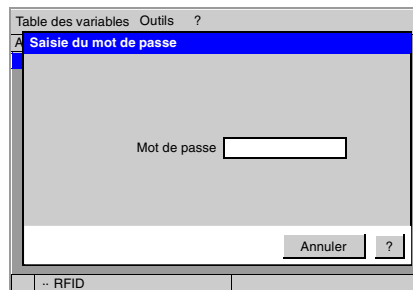 Table des variables Outils ?
A Saisie du mot de passe
Mot de passe
Annuler ?
·· RFID